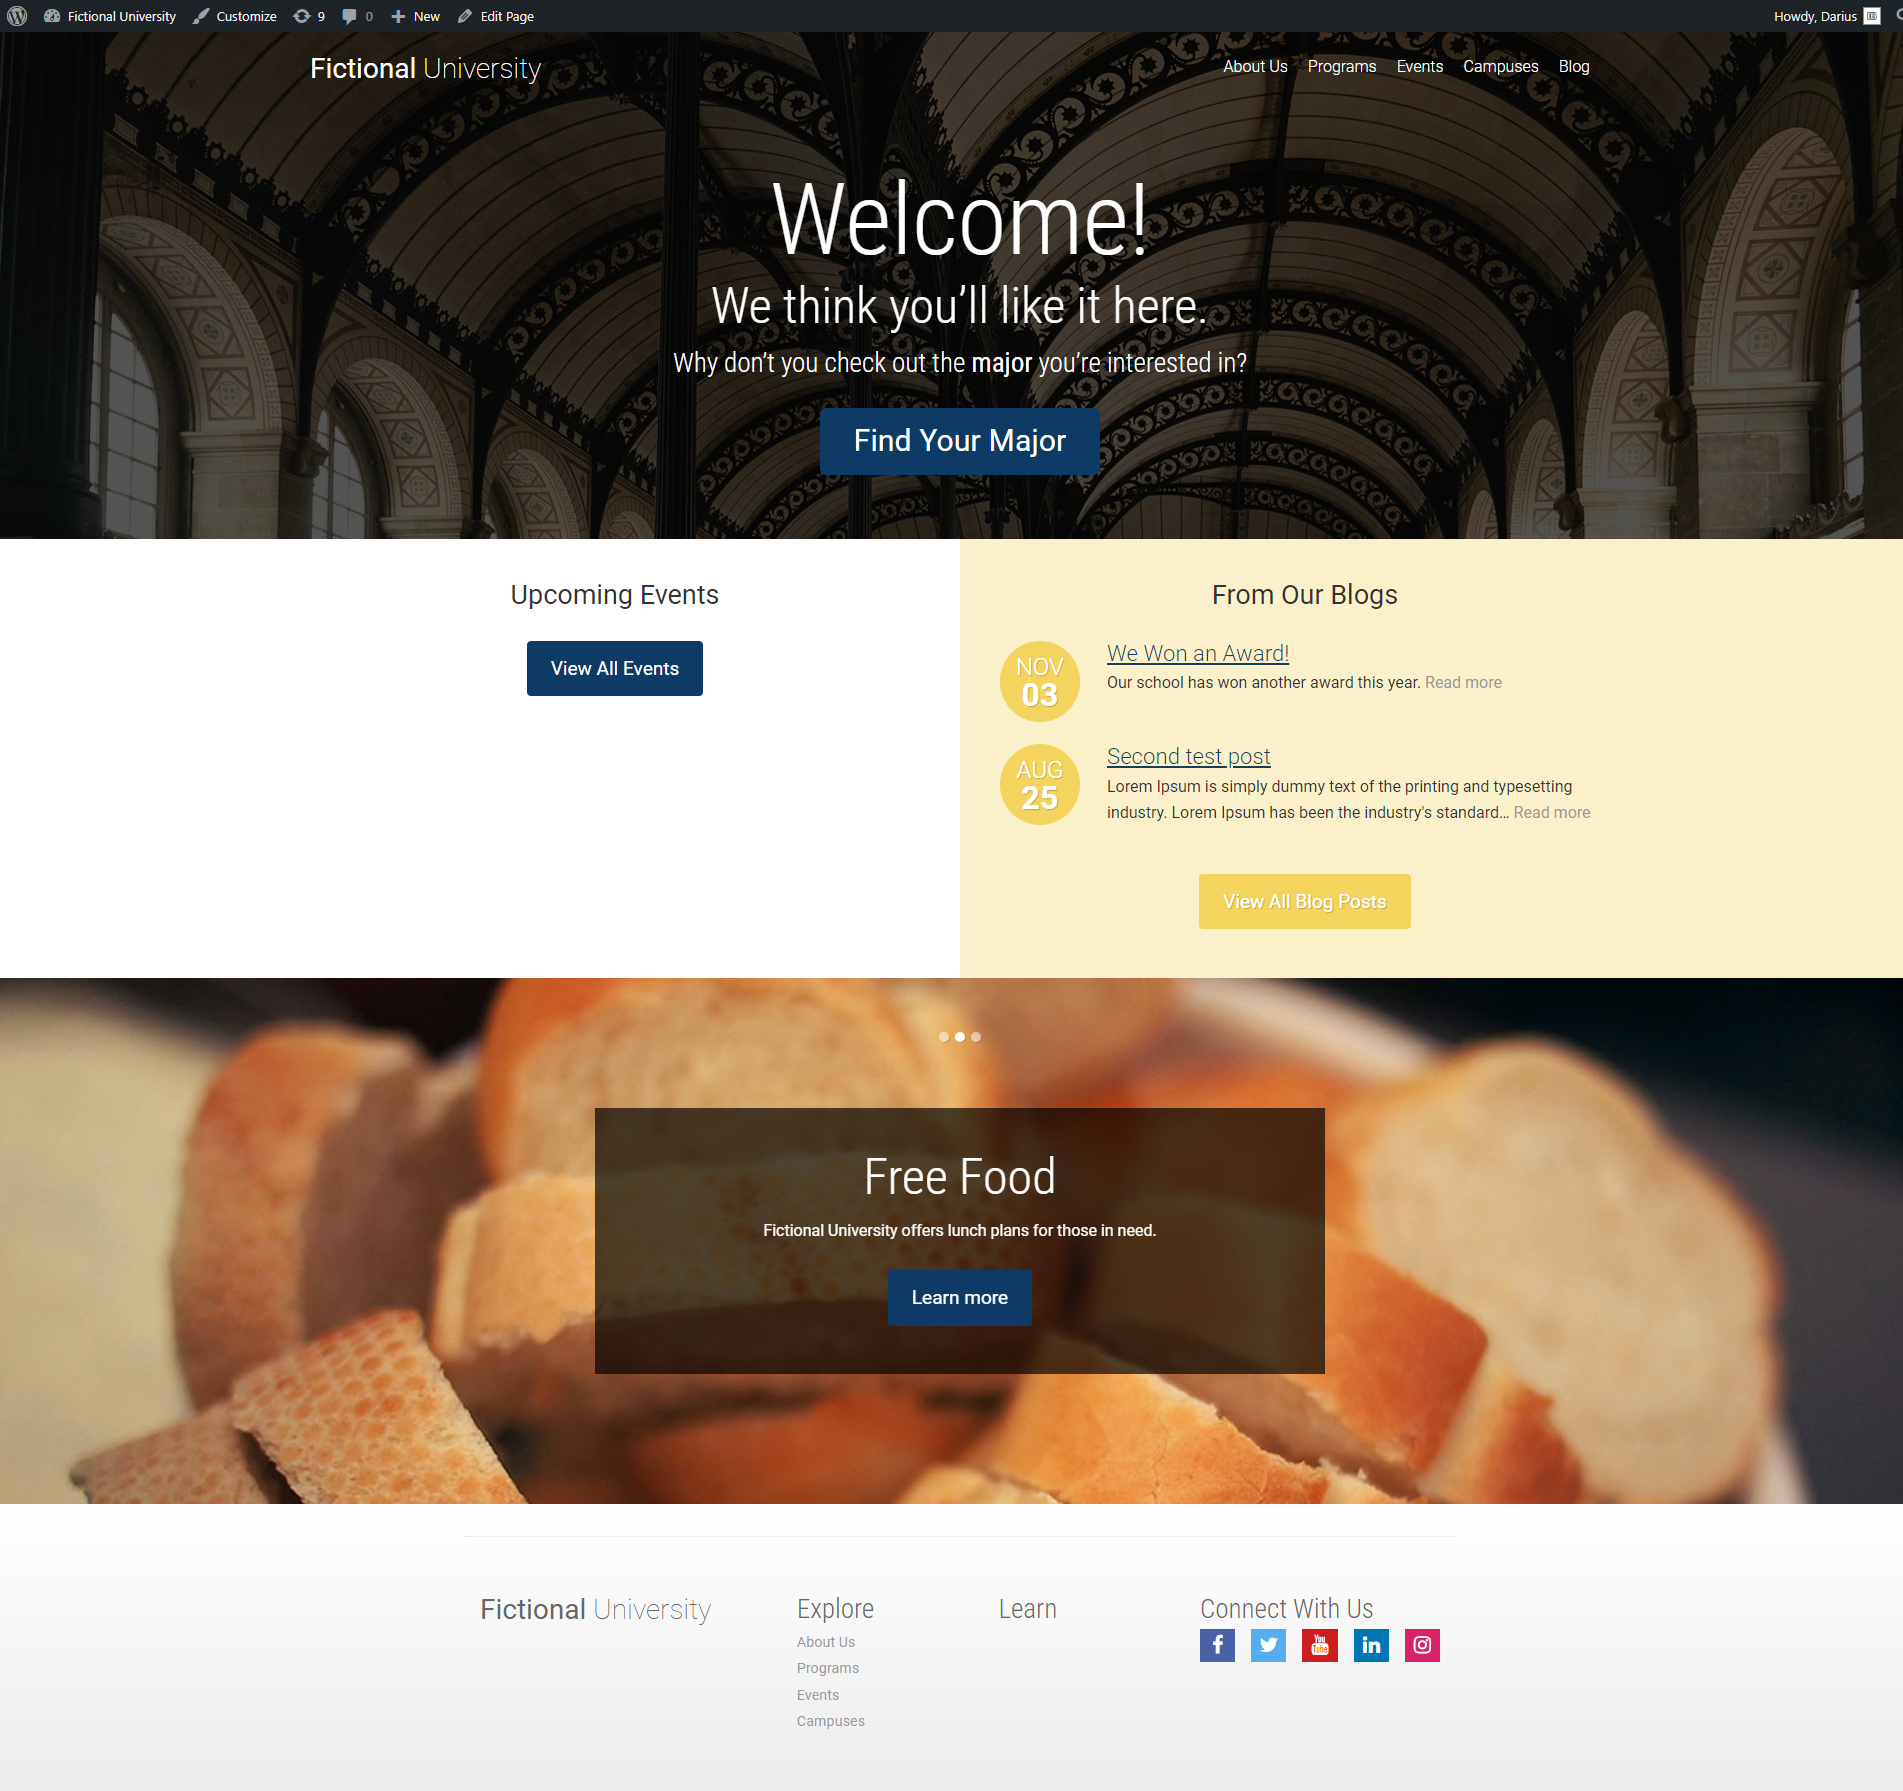 Fictional University
Customize
9
0
New
Edit Page
Howdy, Darius
Fictional University
About Us
Programs
Events
Campuses
Blog
Welcome!
We think you’ll like it here.
Why don’t you check out the major you’re interested in?
Find Your Major
Upcoming Events
View All Events
From Our Blogs
NOV
03
We Won an Award!
Our school has won another award this year. Read more
AUG
25
Second test post
Lorem Ipsum is simply dummy text of the printing and typesetting
industry. Lorem Ipsum has been the industry's standard… Read more
View All Blog Posts
Free Food
Fictional University offers lunch plans for those in need.
Learn more
Fictional University
Explore
About Us
Programs
Events
Campuses
Learn
Connect With Us
You
Tube